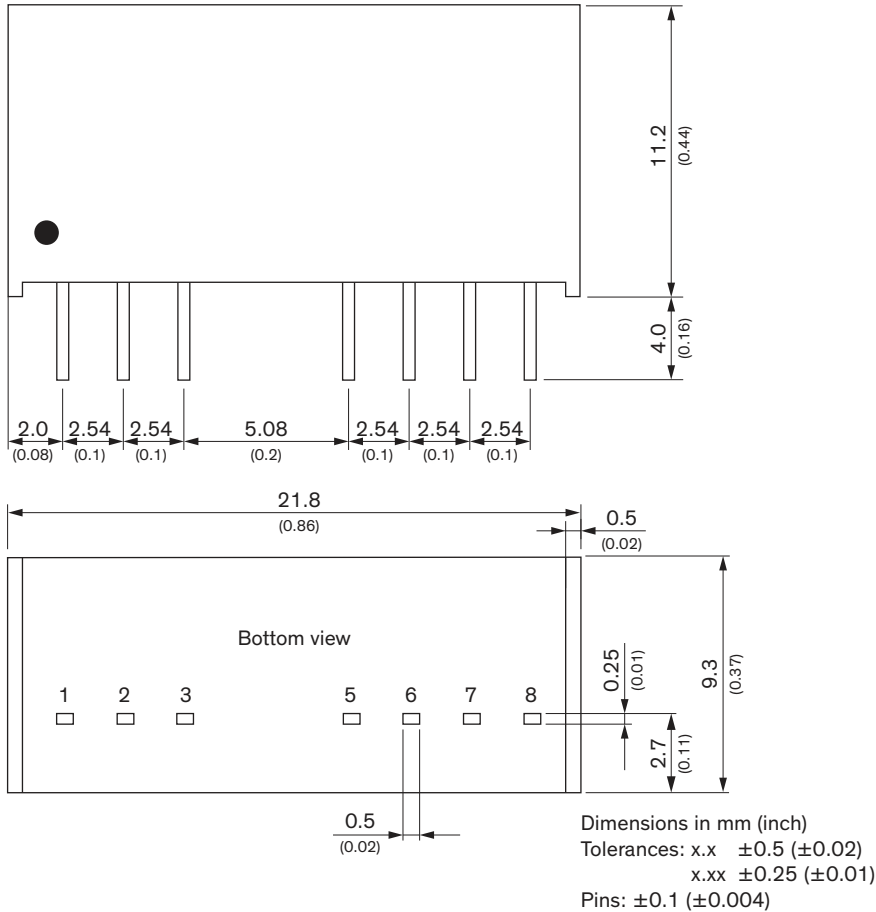 11.2
(0.44)
4.0
(0.16)
2.0 2.54 2.54 5.08 2.54 2.54 2.54
(0.08) (0.1) (0.1) (0.2) (0.1) (0.1) (0.1)
21.8
(0.86)
0.5
(0.02)
Bottom view
1 2 3 5 6 7 8
0.25
(0.01)
9.3
(0.37)
2.7
(0.11)
0.5
(0.02)
Dimensions in mm (inch)
Tolerances: x.x ±0.5 (±0.02)
x.xx ±0.25 (±0.01)
Pins: ±0.1 (±0.004)